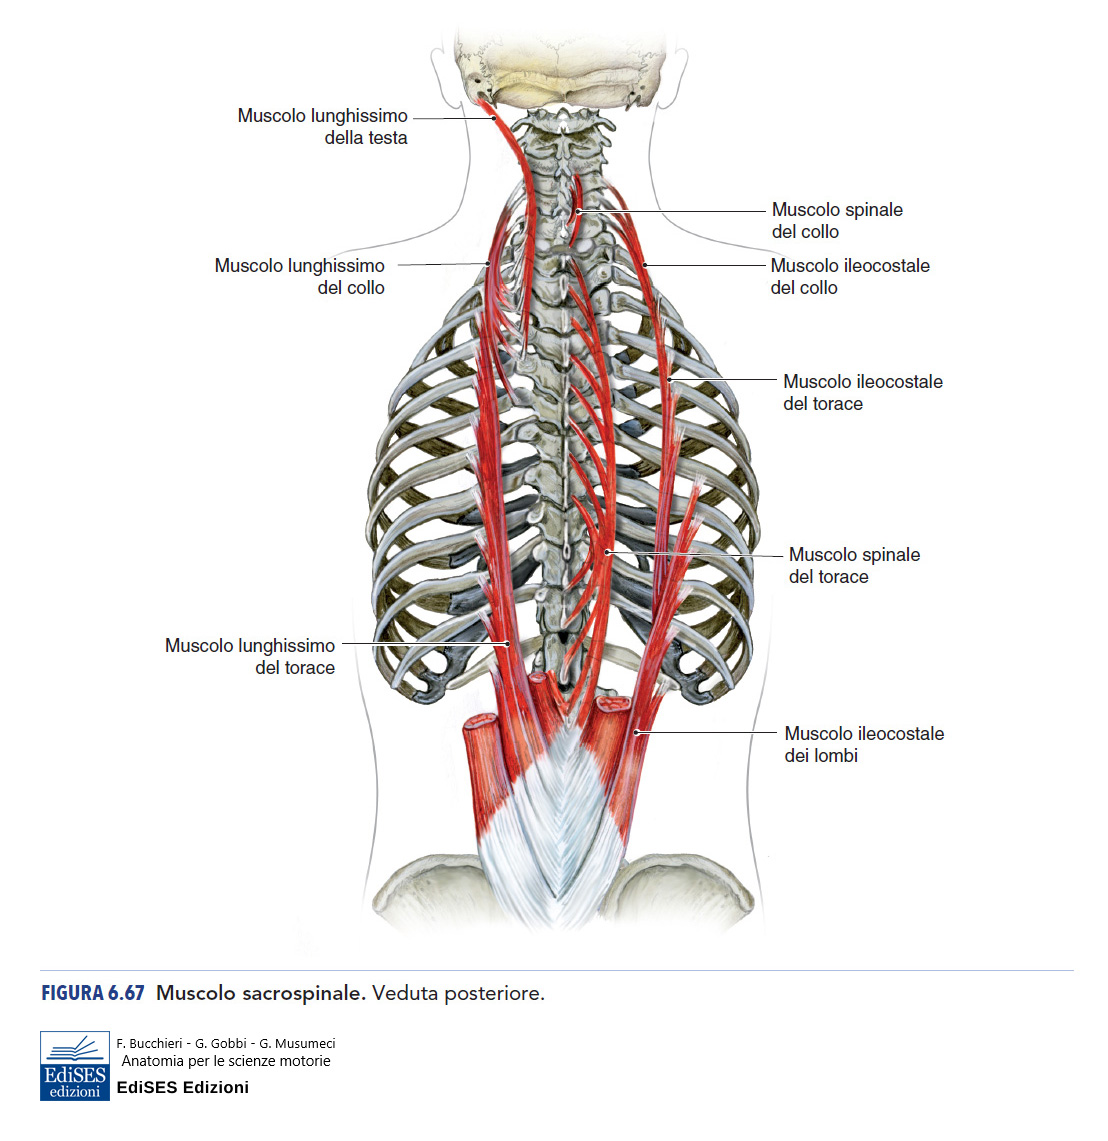 Muscolo lunghissimo
della testa
Muscolo spinale
del collo
Muscolo lunghissimo
del collo
Muscolo ileocostale
del collo
Muscolo ileocostale
del torace
Muscolo spinale
del torace
Muscolo lunghissimo
del torace
Muscolo ileocostale
dei lombi
FIGURA 6.67 Muscolo sacrospinale. Veduta posteriore.
EdiSES
edizioni
F. Bucchieri - G. Gobbi - G. Musumeci
Anatomia per le scienze motorie
EdiSES Edizioni